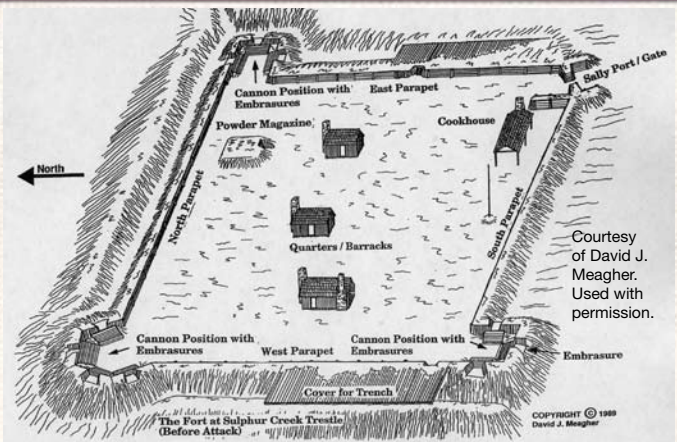 Sally Port / Gate
Cannon Position with
Embrasures
East Parapet
Powder Magazine
Cookhouse
North
North Parapet
South Parapet
Quarters / Barracks
Courtesy
of David J.
Meagher.
Used with
permission.
Cannon Position with
Embrasures
West Parapet
Cannon Position with
Embrasures
Embrasure
Cover for Trench
The Fort at Sulphur Creek Trestle
(Before Attack)
COPYRIGHT © 1989
David J. Meagher